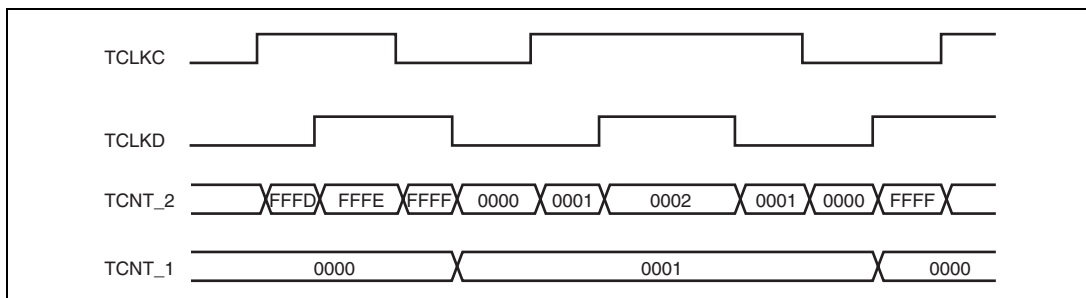 TCLKC
TCLKD
TCNT_2 FFFD FFFE FFFF 0000 0001 0002 0001 0000 FFFF
TCNT_1 0000 0001 0000